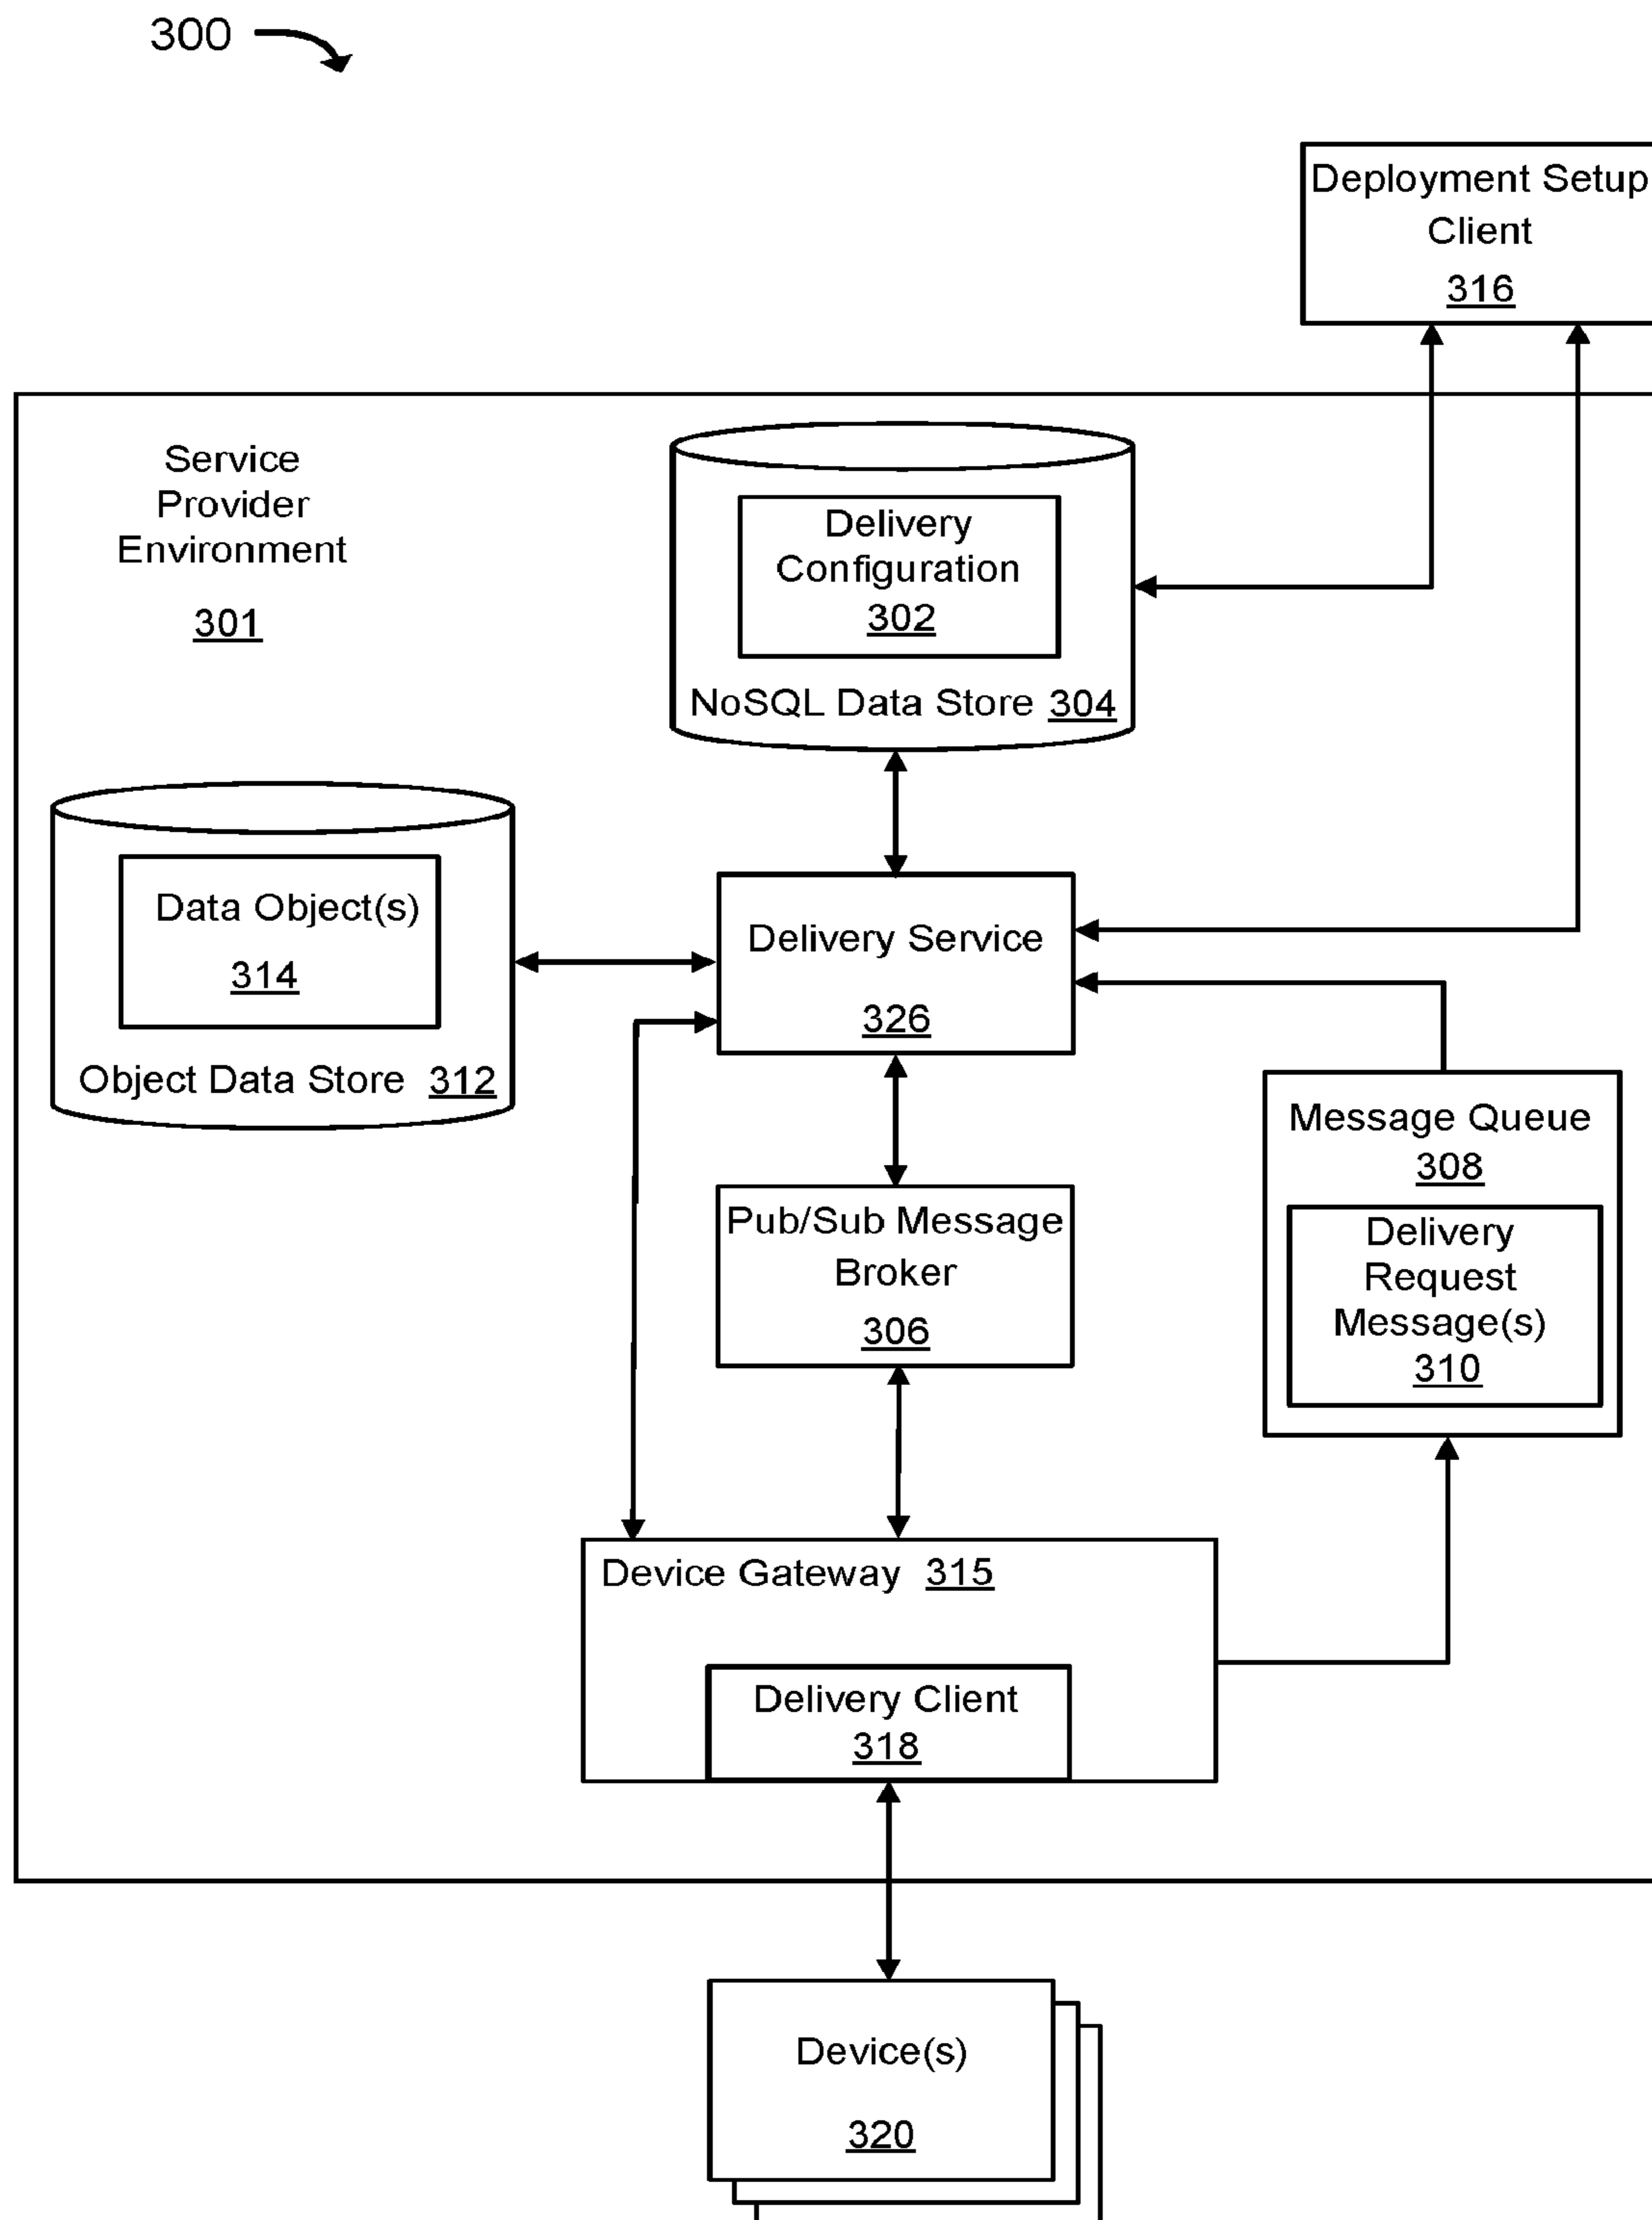 300
Deployment Setup
Client
316
Service
Provider
Environment
301
Delivery
Configuration
302
NoSQL Data Store 304
Data Object(s)
314
Object Data Store 312
Delivery Service
326
Message Queue
308
Delivery
Request
Message(s)
310
Pub/Sub Message
Broker
306
Device Gateway 315
Delivery Client
318
Device(s)
320